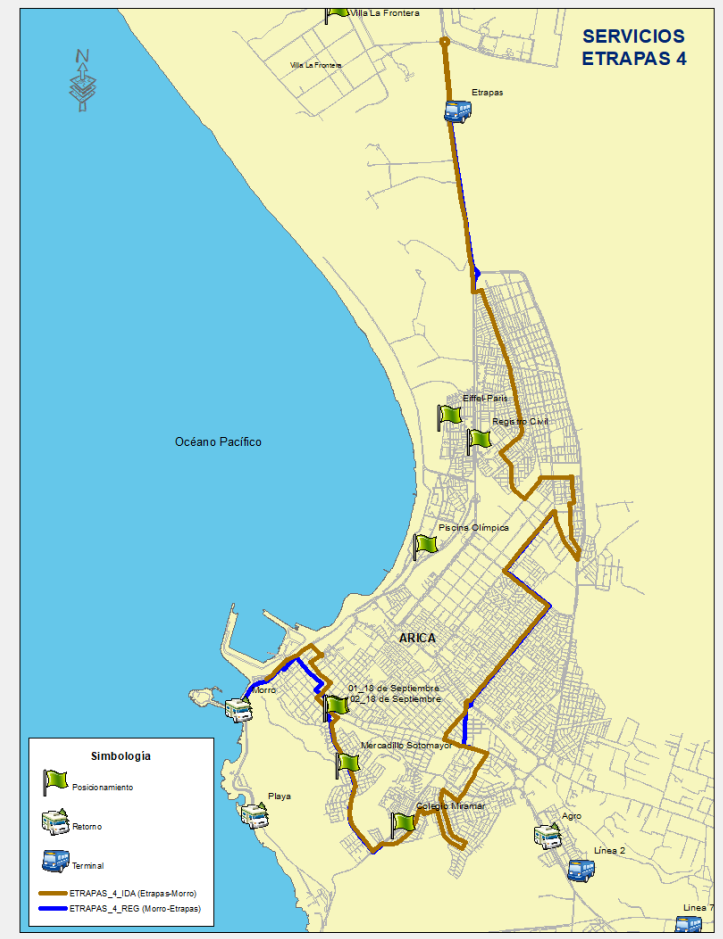 Villa La Frontera
SERVICIOS
ETRAPAS 4
N
Villa La Frontera
Etrapas
Eiffel-Paris
Registro Civil
Océano Pacífico
Piscina Olímpica
ARICA
Morro
01_18 de Septiembre
02_18 de Septiembre
Mercadillo Sotomayor
Simbología
Posicionamiento
Playa
Colegio Miramar
Agro
Retorno
Línea 2
Terminal
ETRAPAS_4_IDA (Etrapas-Morro)
ETRAPAS_4_REG (Morro-Etrapas)
Linea 7